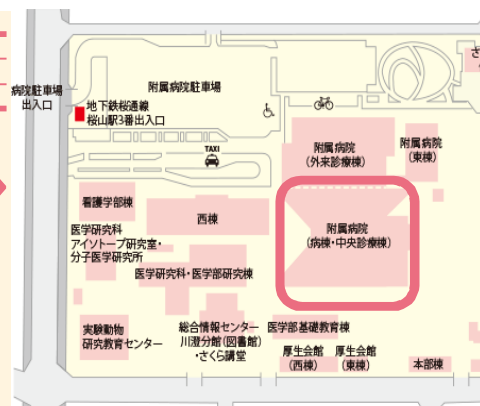 さ
病院駐車場
出入口
附属病院駐車場
地下鉄桜通線
桜山駅3番出入口
TAXI
附属病院
(外来診療棟)
附属病院
(東棟)
看護学部棟
西棟
附属病院
(病棟・中央診療棟)
医学研究科
アイソトープ研究室・
分子医学研究所
医学研究科・医学部研究棟
実験動物
研究教育センター
総合情報センター
川澄分館(図書館)
・さくら講堂
医学部基礎教育棟
厚生会館
(西棟)
厚生会館
(東棟)
本部棟